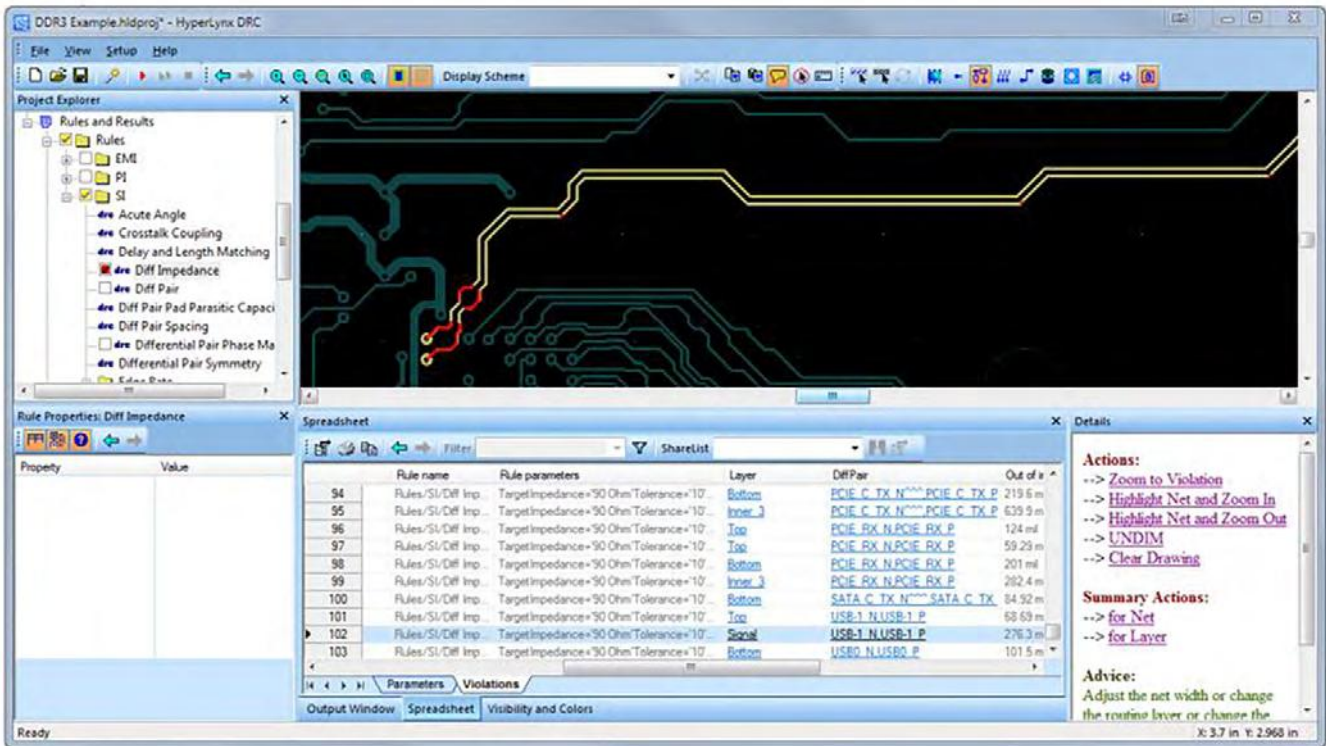 DDR3 Example.hldproj* - HyperLynx DRC
File View Setup Help
Display Scheme
Project Explorer
Rules and Results
Rules
EMI
PI
SI
drc Acute Angle
drc Crosstalk Coupling
drc Delay and Length Matching
drc Diff Impedance
drc Diff Pair
drc Diff Pair Pad Parasitic Capaci
drc Diff Pair Spacing
drc Differential Pair Phase Ma
drc Differential Pair Symmetry
Edge Rate
Rule Properties: Diff Impedance
Property Value
Spreadsheet
Filter ShareList
Rule name Rule parameters Layer DiffPair Out of i
94 Rules/SI/Diff Imp... TargetImpedance='90 Ohm'Tolerance='10'... Bottom PCIE_C_TX_N^^^,PCIE_C_TX_P 219.6 m
95 Rules/SI/Diff Imp... TargetImpedance='90 Ohm'Tolerance='10'... Inner_3 PCIE_C_TX_N^^^,PCIE_C_TX_P 639.9 m
96 Rules/SI/Diff Imp... TargetImpedance='90 Ohm'Tolerance='10'... Top PCIE_RX_N,PCIE_RX_P 124 mil
97 Rules/SI/Diff Imp... TargetImpedance='90 Ohm'Tolerance='10'... Top PCIE_RX_N,PCIE_RX_P 59.29 m
98 Rules/SI/Diff Imp... TargetImpedance='90 Ohm'Tolerance='10'... Bottom PCIE_RX_N,PCIE_RX_P 201 mil
99 Rules/SI/Diff Imp... TargetImpedance='90 Ohm'Tolerance='10'... Inner_3 PCIE_RX_N,PCIE_RX_P 282.4 m
100 Rules/SI/Diff Imp... TargetImpedance='90 Ohm'Tolerance='10'... Bottom SATA_C_TX_N^^^,SATA_C_TX_ 84.92 m
101 Rules/SI/Diff Imp... TargetImpedance='90 Ohm'Tolerance='10'... Top USB-1_N,USB-1_P 68.69 m
102 Rules/SI/Diff Imp... TargetImpedance='90 Ohm'Tolerance='10'... Signal USB-1_N,USB-1_P 276.3 m
103 Rules/SI/Diff Imp... TargetImpedance='90 Ohm'Tolerance='10'... Bottom USB0_N,USB0_P 101.5 m
Parameters Violations
Output Window Spreadsheet Visibility and Colors
Details
Actions:
--> Zoom to Violation
--> Highlight Net and Zoom In
--> Highlight Net and Zoom Out
--> UNDIM
--> Clear Drawing
Summary Actions:
--> for Net
--> for Layer
Advice:
Adjust the net width or change
the routing layer or change the
Ready
X: 3.7 in Y: 2.968 in